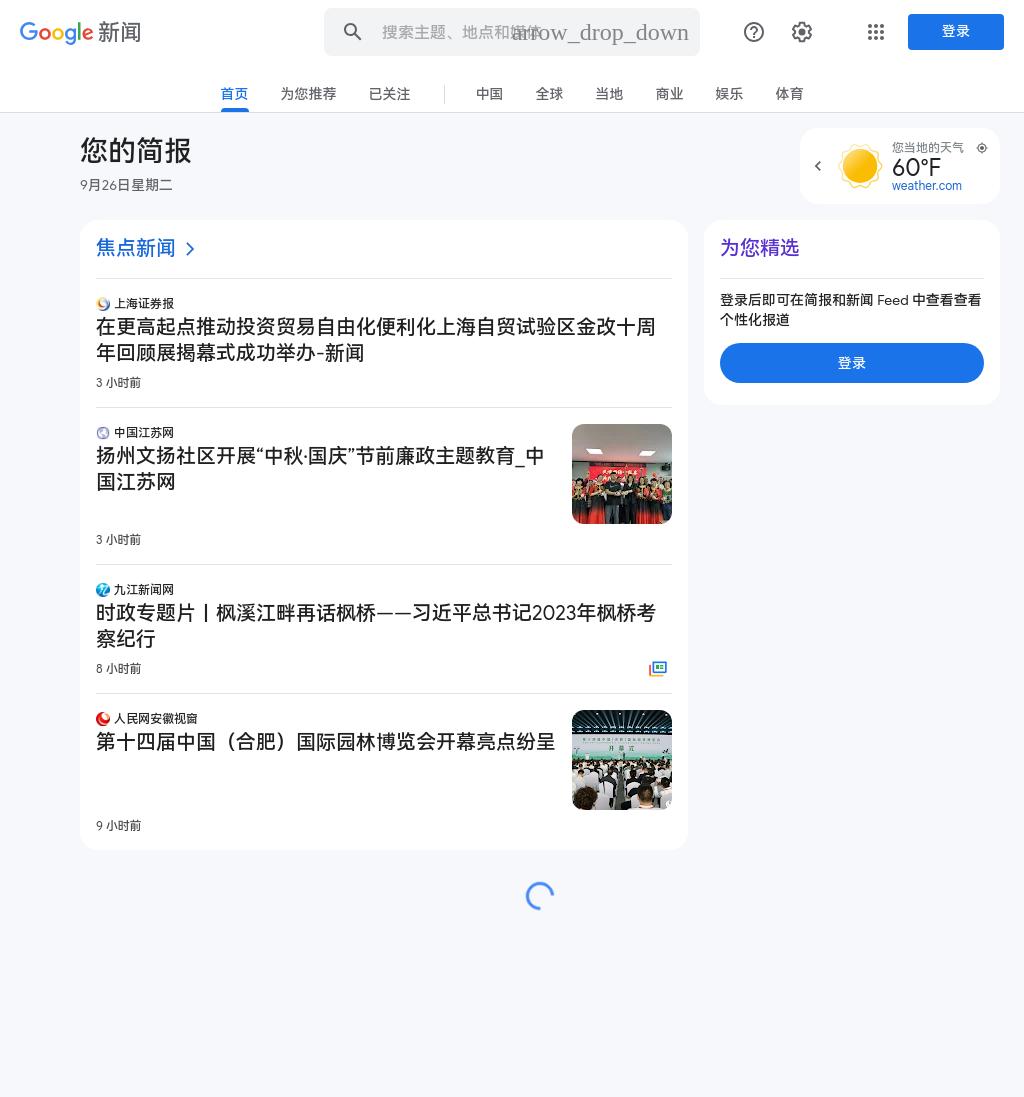 Google 新闻
搜索主题、地点和媒体
arrow_drop_down
登录
首页 为您推荐 已关注 中国 全球 当地 商业 娱乐 体育
您的简报
9月26日星期二
您当地的天气
60°F
weather.com
焦点新闻
上海证券报
在更高起点推动投资贸易自由化便利化上海自贸试验区金改十周
年回顾展揭幕式成功举办-新闻
3 小时前
中国江苏网
扬州文扬社区开展“中秋·国庆”节前廉政主题教育_中
国江苏网
3 小时前
九江新闻网
时政专题片丨枫溪江畔再话枫桥——习近平总书记2023年枫桥考
察纪行
8 小时前
人民网安徽视窗
第十四届中国（合肥）国际园林博览会开幕亮点纷呈
开幕式
9 小时前
为您精选
登录后即可在简报和新闻 Feed 中查看查看
个性化报道
登录